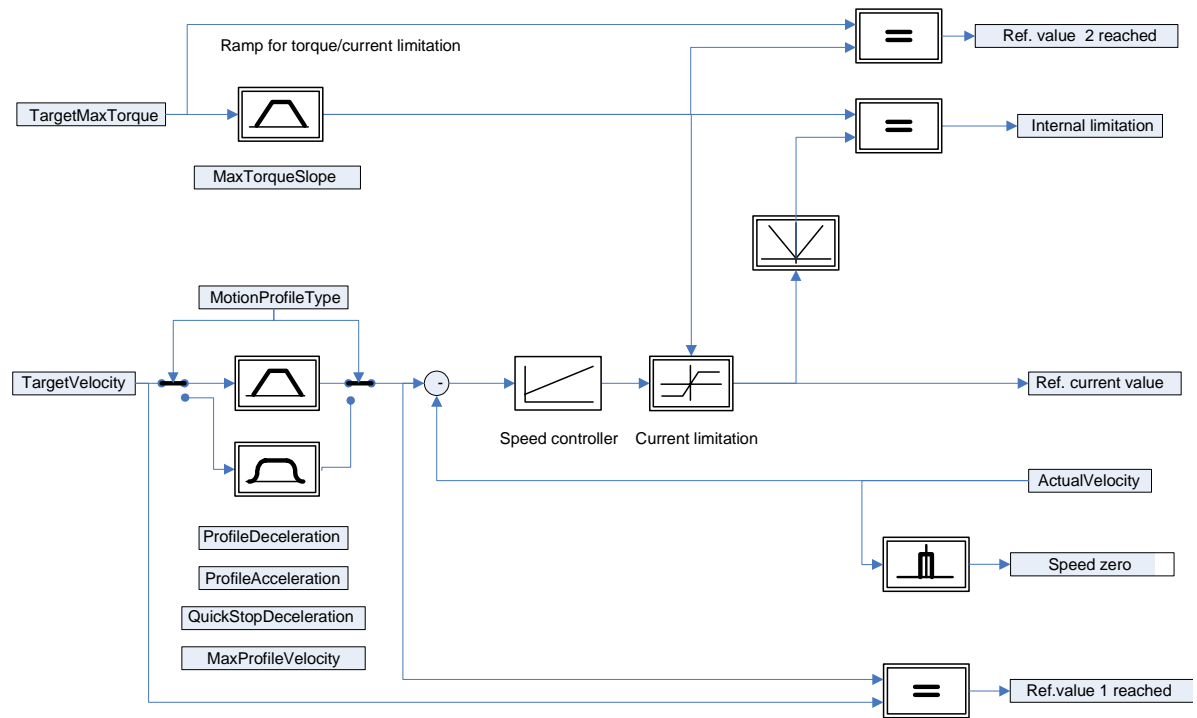 Ref. value  2 reached
Ramp for torque/current limitation
TargetMaxTorque
Internal limitation
MaxTorqueSlope
MotionProfileType
TargetVelocity
-
Ref. current value
Speed controller
Current limitation
ActualVelocity
ProfileDeceleration
Speed zero
ProfileAcceleration
QuickStopDeceleration
MaxProfileVelocity
Ref.value 1 reached